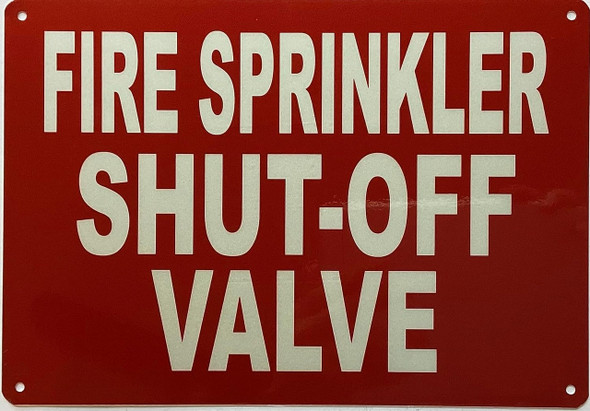 FIRE SPRINKLER
SHUT-OFF
VALVE